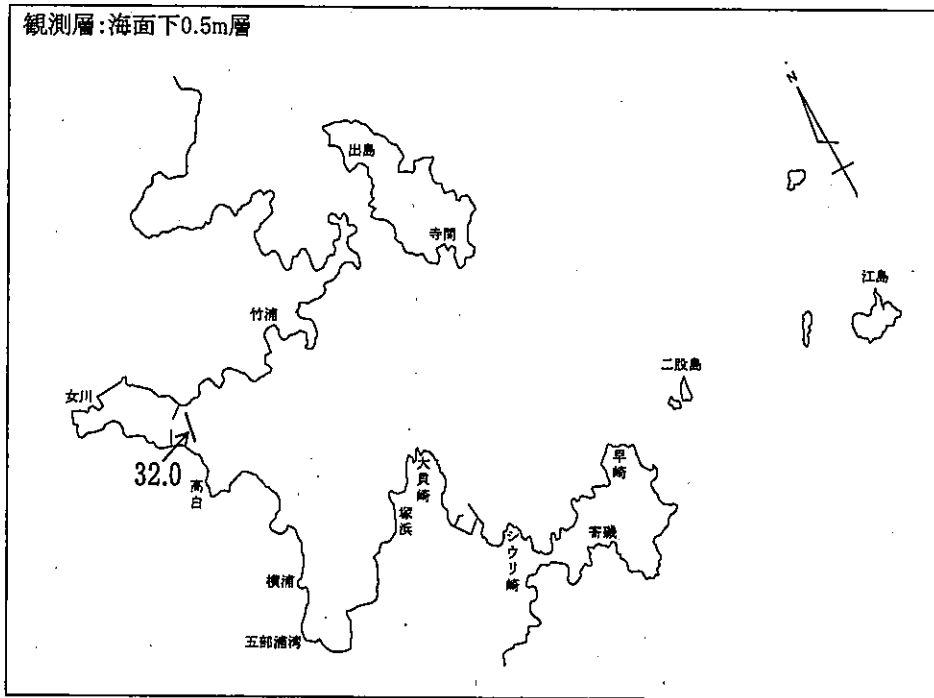 観測層:海面下0.5m層
N
出島
寺間
江島
竹浦
二股島
女川
32.0
高白
大貝崎
早崎
塚浜
シウリ崎
寄磯
横浦
五部浦湾